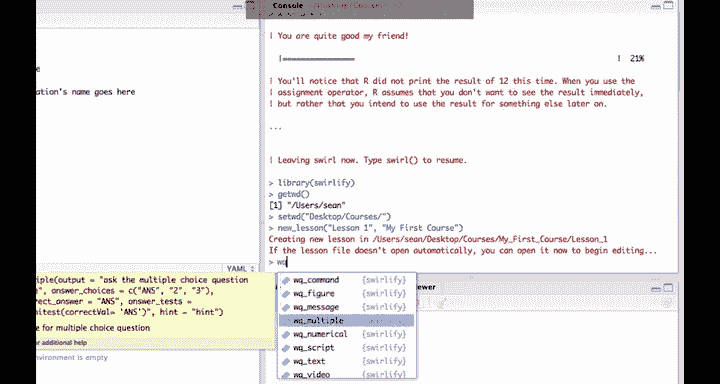 Console
| You are quite good my friend!
|================ | 21%
| You'll notice that R did not print the result of 12 this time. When you use the
| assignment operator, R assumes that you don't want to see the result immediately,
| but rather that you intend to use the result for something else later on.
...
| Leaving swirl now. Type swirl() to resume.
> library(swirlify)
> getwd()
[1] "/Users/sean"
> setwd("Desktop/Courses/")
> new_lesson("Lesson 1", "My First Course")
Creating new lesson in /Users/sean/Desktop/Courses/My_First_Course/Lesson_1
If the lesson file doesn't open automatically, you can open it now to begin editing...
> wq
ation's name goes here
YAML
iple(output = "ask the multiple choice question
", answer_choices = c("ANS", "2", "3"),
rect_answer = "ANS", answer_tests =
nitest(correctVal= 'ANS')", hint = "hint")
e for multiple choice question
or additional help
environment is empty
wq_command {swirlify}
wq_figure {swirlify}
wq_message {swirlify}
wq_multiple {swirlify}
wq_numerical {swirlify}
wq_script {swirlify}
wq_text {swirlify}
wq_video {swirlify}
ewer